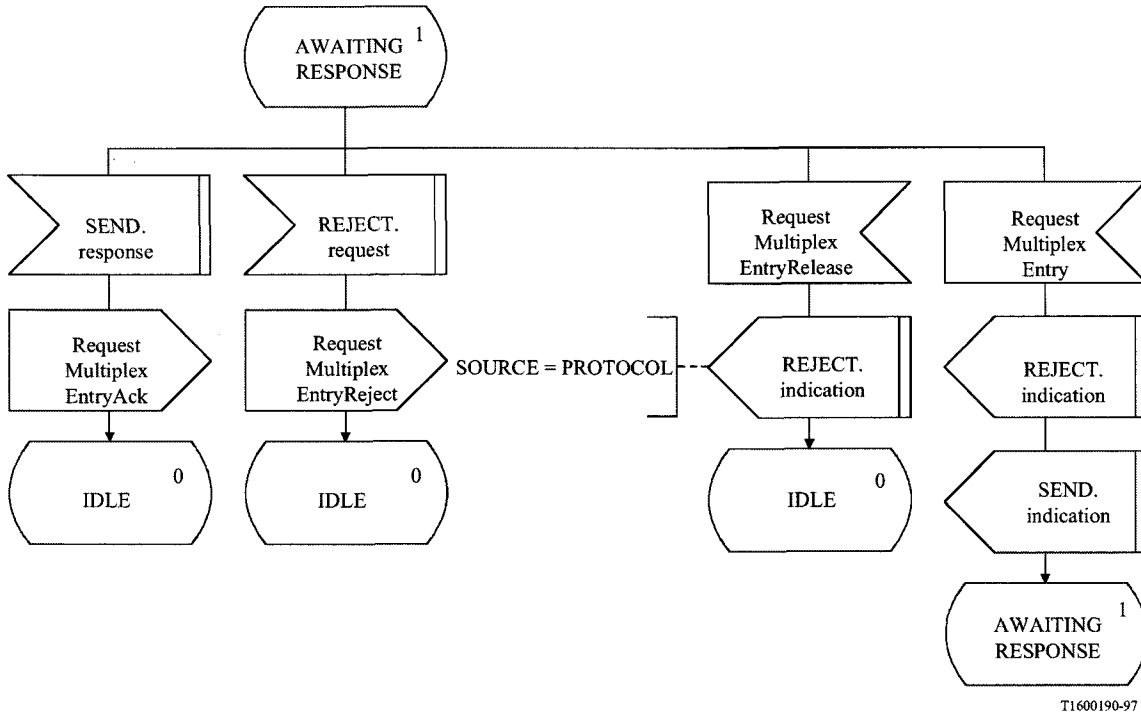 AWAITING 1
RESPONSE
SEND.
response
REJECT.
request
Request
Multiplex
EntryRelease
Request
Multiplex
Entry
Request
Multiplex
EntryAck
Request
Multiplex
EntryReject
SOURCE = PROTOCOL
REJECT.
indication
REJECT.
indication
0
IDLE
0
IDLE
0
IDLE
SEND.
indication
AWAITING 1
RESPONSE
T1600190-97